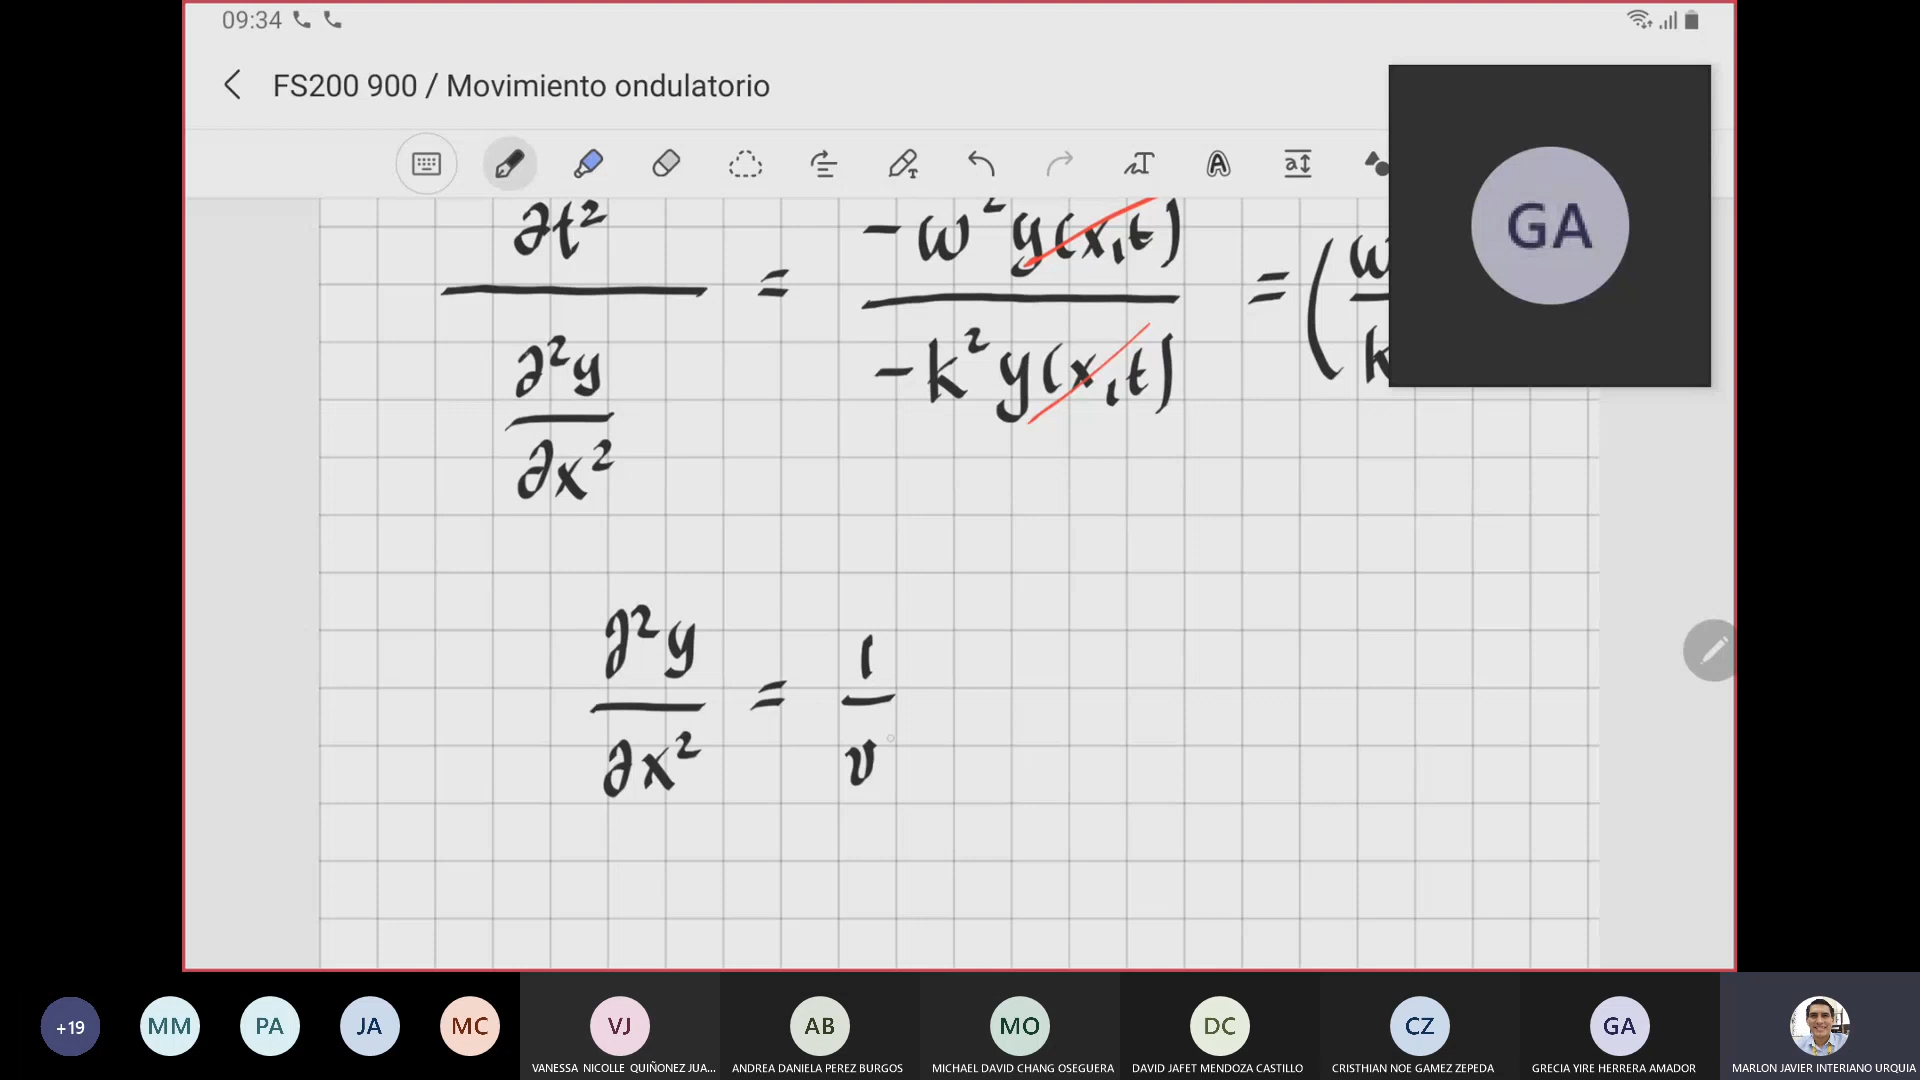 09:34
FS200 900 / Movimiento ondulatorio
∂t²
= -ω² y(x,t)
-k² y(x,t)
= (ω
k
∂²y
∂x²
∂²y
∂x²
= 1
v
GA
+19
MM
PA
JA
MC
VJ
AB
MO
DC
CZ
GA
VANESSA NICOLLE QUIÑONEZ JUA...
ANDREA DANIELA PEREZ BURGOS
MICHAEL DAVID CHANG OSEGUERA
DAVID JAFET MENDOZA CASTILLO
CRISTHIAN NOE GAMEZ ZEPEDA
GRECIA YIRE HERRERA AMADOR
MARLON JAVIER INTERIANO URQUIA